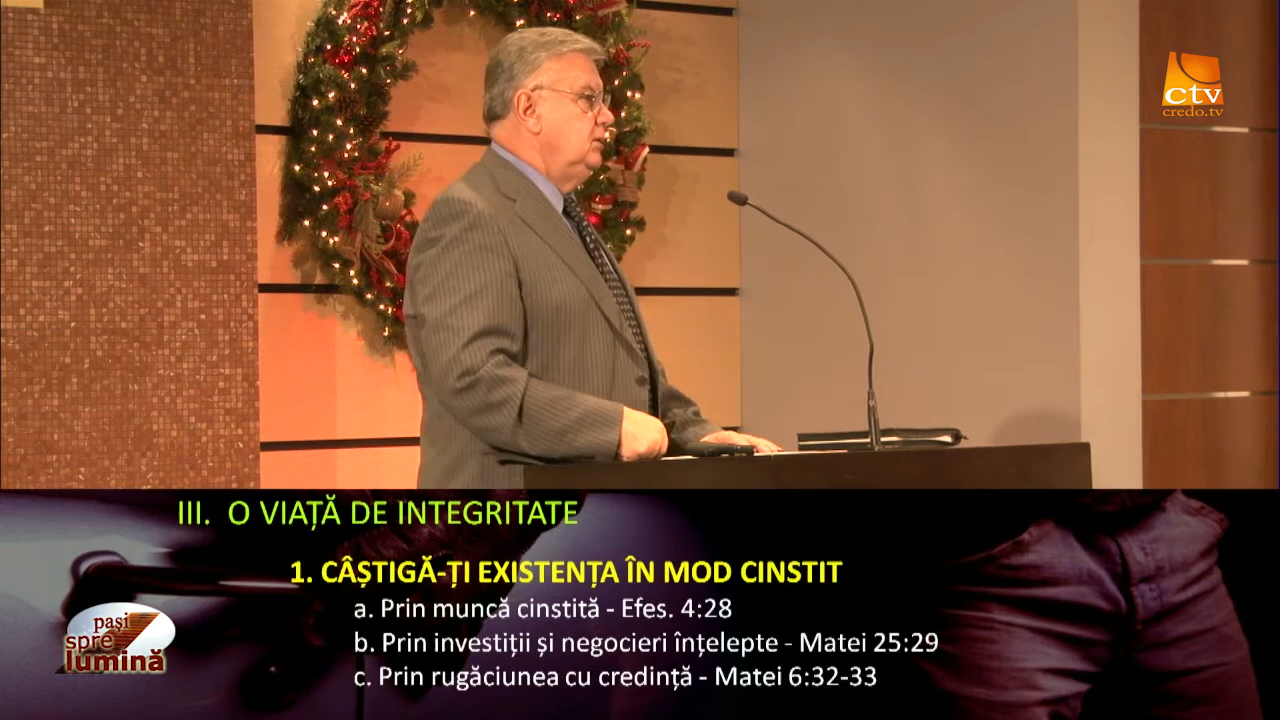 ctv
credo.tv
III. O VIAȚĂ DE INTEGRITATE
1. CÂȘTIGĂ-ȚI EXISTENȚA ÎN MOD CINSTIT
a. Prin muncă cinstită - Efes. 4:28
b. Prin investiții și negocieri înțelepte - Matei 25:29
c. Prin rugăciunea cu credință - Matei 6:32-33
pași
spre
lumină